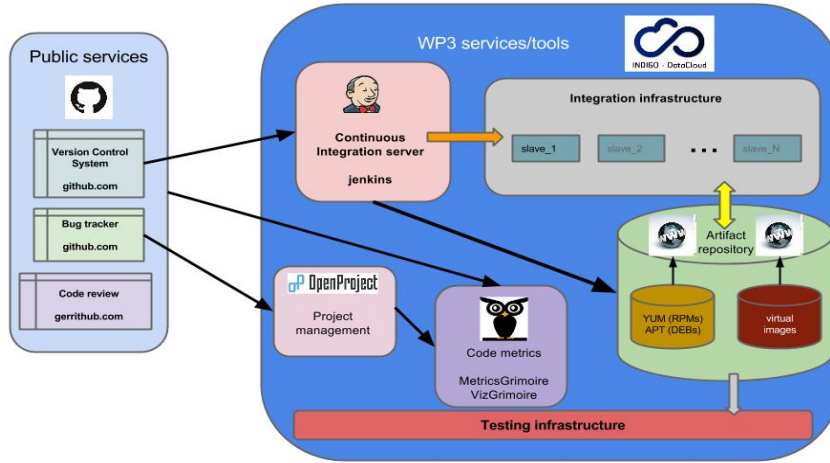 Public services
Version Control
System
github.com
Bug tracker
github.com
Code review
gerrithub.com
WP3 services/tools
INDIGO - DataCloud
Continuous
Integration server
jenkins
Integration infrastructure
slave_1
slave_2
slave_N
Artifact
repository
www
www
YUM (RPMs)
APT (DEBs)
virtual
images
OpenProject
Project
management
Code metrics
MetricsGrimoire
VizGrimoire
Testing infrastructure